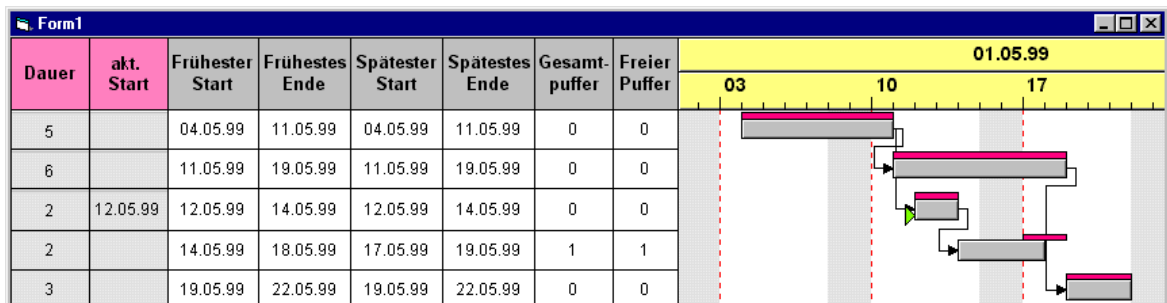 Form1
01.05.99
Dauer akt. Start Frühester Start Frühestes Ende Spätester Start Spätestes Ende Gesamt-puffer Freier Puffer
03 10 17
5 04.05.99 11.05.99 04.05.99 11.05.99 0 0
6 11.05.99 19.05.99 11.05.99 19.05.99 0 0
2 12.05.99 12.05.99 14.05.99 12.05.99 14.05.99 0 0
2 14.05.99 18.05.99 17.05.99 19.05.99 1 1
3 19.05.99 22.05.99 19.05.99 22.05.99 0 0